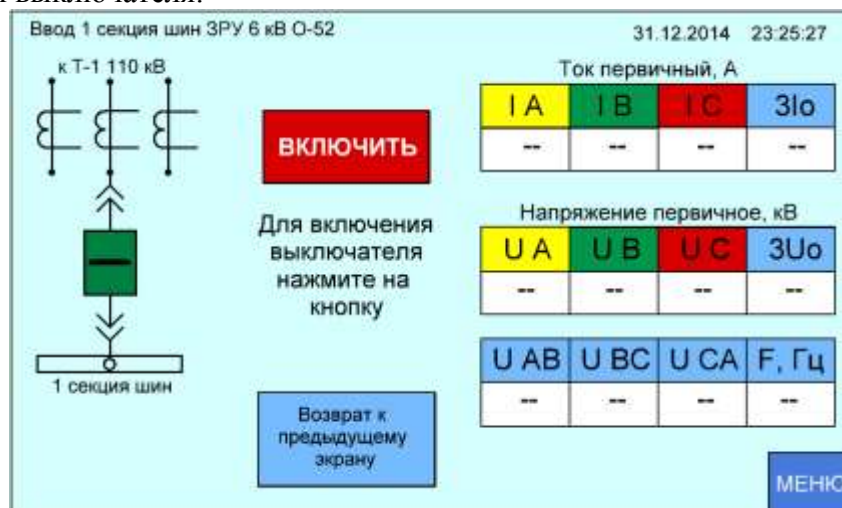 выключателя.
Ввод 1 секция шин ЗРУ 6 кВ О-52
31.12.2014 23:25:27
к Т-1 110 кВ
Ток первичный, А
I A I B I C 3Io
-- -- -- --
ВКЛЮЧИТЬ
Для включения
выключателя
нажмите на
кнопку
Напряжение первичное, кВ
U A U B U C 3Uo
-- -- -- --
U AB U BC U CA F, Гц
-- -- -- --
1 секция шин
Возврат к
предыдущему
экрану
МЕНЮ